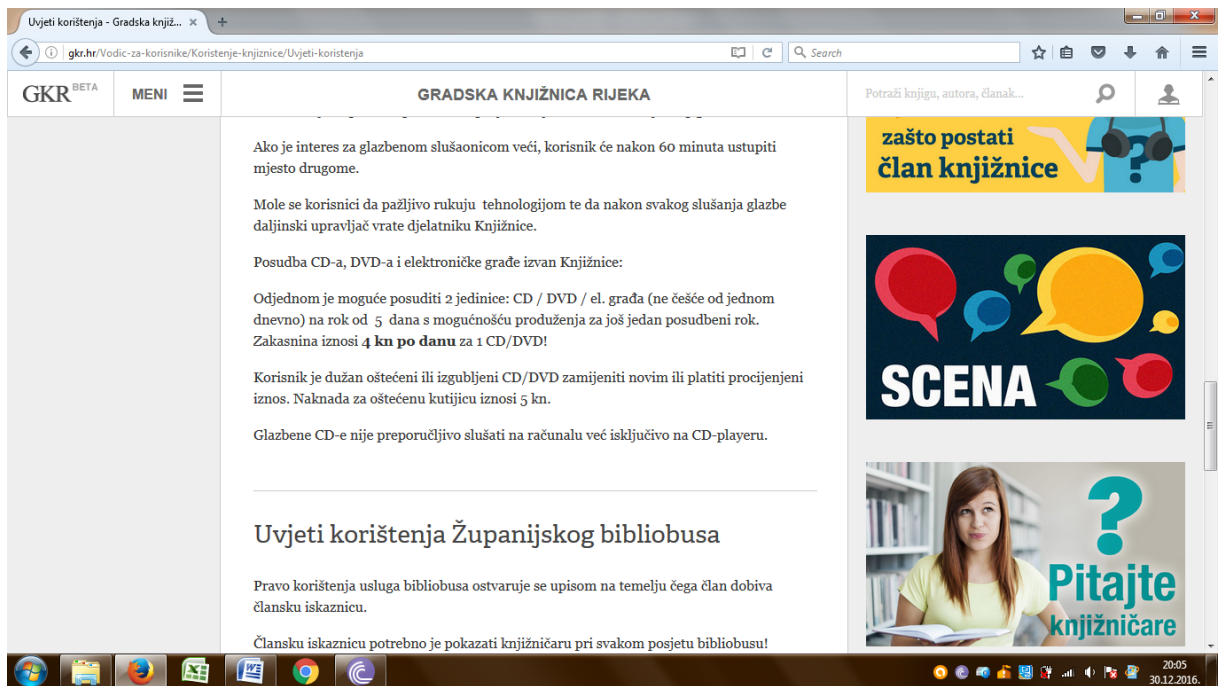 Uvjeti korištenja - Gradska knjiž...
gkr.hr/Vodic-za-korisnike/Koristenje-knjiznice/Uvjeti-koristenja
Search
GKR BETA
MENI
GRADSKA KNJIŽNICA RIJEKA
Potraži knjigu, autora, članak...
Ako je interes za glazbenom slušaonicom veći, korisnik će nakon 60 minuta ustupiti
mjesto drugome.
Mole se korisnici da pažljivo rukuju tehnologijom te da nakon svakog slušanja glazbe
daljinski upravljač vrate djelatniku Knjižnice.
Posudba CD-a, DVD-a i elektroničke građe izvan Knjižnice:
Odjednom je moguće posuditi 2 jedinice: CD / DVD / el. građa (ne češće od jednom
dnevno) na rok od 5 dana s mogućnošću produženja za još jedan posudbeni rok.
Zakasnina iznosi 4 kn po danu za 1 CD/DVD!
Korisnik je dužan oštećeni ili izgubljeni CD/DVD zamijeniti novim ili platiti procijenjeni
iznos. Naknada za oštećenu kutijicu iznosi 5 kn.
Glazbene CD-e nije preporučljivo slušati na računalu već isključivo na CD-playeru.
Uvjeti korištenja Županijskog bibliobusa
Pravo korištenja usluga bibliobusa ostvaruje se upisom na temelju čega član dobiva
člansku iskaznicu.
Člansku iskaznicu potrebno je pokazati knjižničaru pri svakom posjetu bibliobusu!
zašto postati
član knjižnice
?
SCENA
?
Pitajte
knjižničare
20:05
30.12.2016.